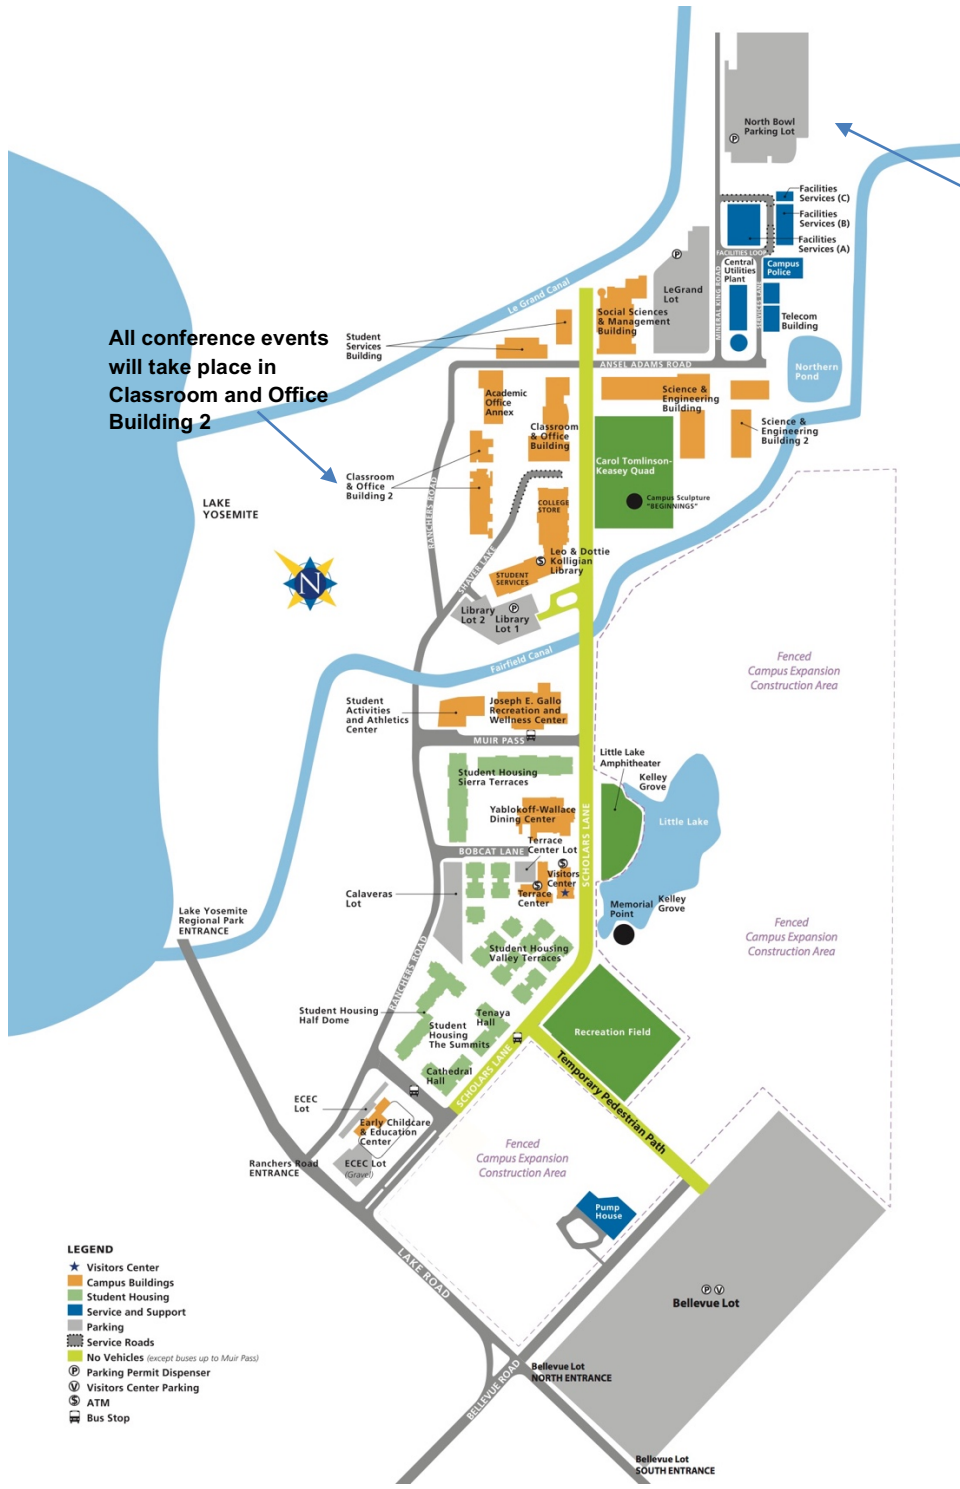 North Bowl
Parking Lot
Facilities
Services (C)
Facilities
Services (B)
Facilities
Services (A)
FACILITIES LOOP
Central
Utilities
Plant
Campus
Police
MINERAL KING ROAD
SERVICES LANE
Telecom
Building
LeGrand
Lot
Le Grand Canal
Social Sciences
& Management
Building
Student
Services
Building
All conference events
will take place in
Classroom and Office
Building 2
ANSEL ADAMS ROAD
Northern
Pond
Academic
Office
Annex
Science &
Engineering
Building
Science &
Engineering
Building 2
Classroom
& Office
Building
Carol Tomlinson-
Keasey Quad
Classroom
& Office
Building 2
Campus Sculpture
"BEGINNINGS"
COLLEGE
STORE
LAKE
YOSEMITE
RANCHERS ROAD
SHAVER LAKE
N
Leo & Dottie
Kolligian
Library
STUDENT
SERVICES
Library
Lot 2
Library
Lot 1
Fairfield Canal
Fenced
Campus Expansion
Construction Area
Student
Activities
and Athletics
Center
Joseph E. Gallo
Recreation and
Wellness Center
MUIR PASS
Little Lake
Amphitheater
Kelley
Grove
Student Housing
Sierra Terraces
Yablokoff-Wallace
Dining Center
SCHOLARS LANE
Little Lake
Terrace
Center Lot
BOBCAT LANE
Visitors
Center
Terrace
Center
Calaveras
Lot
Memorial
Point
Kelley
Grove
Lake Yosemite
Regional Park
ENTRANCE
Fenced
Campus Expansion
Construction Area
Student Housing
Valley Terraces
RANCHERS ROAD
Student Housing
Half Dome
Tenaya
Hall
Student
Housing
The Summits
Recreation Field
Cathedral
Hall
SCHOLARS LANE
Temporary Pedestrian Path
ECEC
Lot
Early Childcare
& Education
Center
Ranchers Road
ENTRANCE
ECEC Lot
(Gravel)
Fenced
Campus Expansion
Construction Area
Pump
House
LAKE ROAD
P V
Bellevue Lot
BELLEVUE ROAD
Bellevue Lot
NORTH ENTRANCE
Bellevue Lot
SOUTH ENTRANCE
LEGEND
Visitors Center
Campus Buildings
Student Housing
Service and Support
Parking
Service Roads
No Vehicles (except buses up to Muir Pass)
P Parking Permit Dispenser
V Visitors Center Parking
$ ATM
Bus Stop